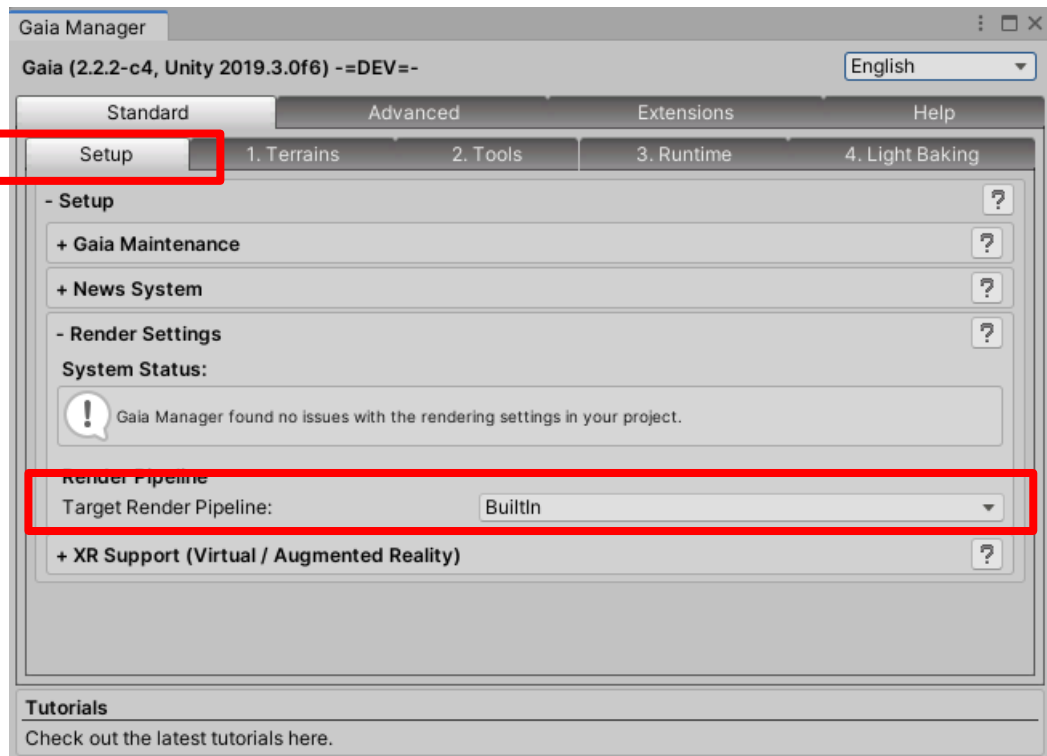 Gaia Manager
Gaia (2.2.2-c4, Unity 2019.3.0f6) -=DEV=- English
Standard Advanced Extensions Help
Setup 1. Terrains 2. Tools 3. Runtime 4. Light Baking
- Setup ?
+ Gaia Maintenance ?
+ News System ?
- Render Settings ?
System Status:
! Gaia Manager found no issues with the rendering settings in your project.
Render Pipeline
Target Render Pipeline: BuiltIn
+ XR Support (Virtual / Augmented Reality) ?
Tutorials
Check out the latest tutorials here.